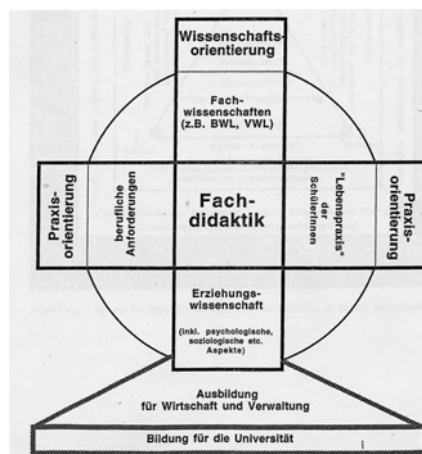 Wissenschafts-
orientierung
Fach-
wissenschaften
(z.B. BWL, VWL)
Praxis-
orientierung
berufliche
Anforderungen
Fach-
didaktik
"Lebenspraxis"
der
SchülerInnen
Praxis-
orientierung
Erziehungs-
wissenschaft
(inkl. psychologische,
soziologische etc.
Aspekte)
Ausbildung
für Wirtschaft und Verwaltung
Bildung für die Universität